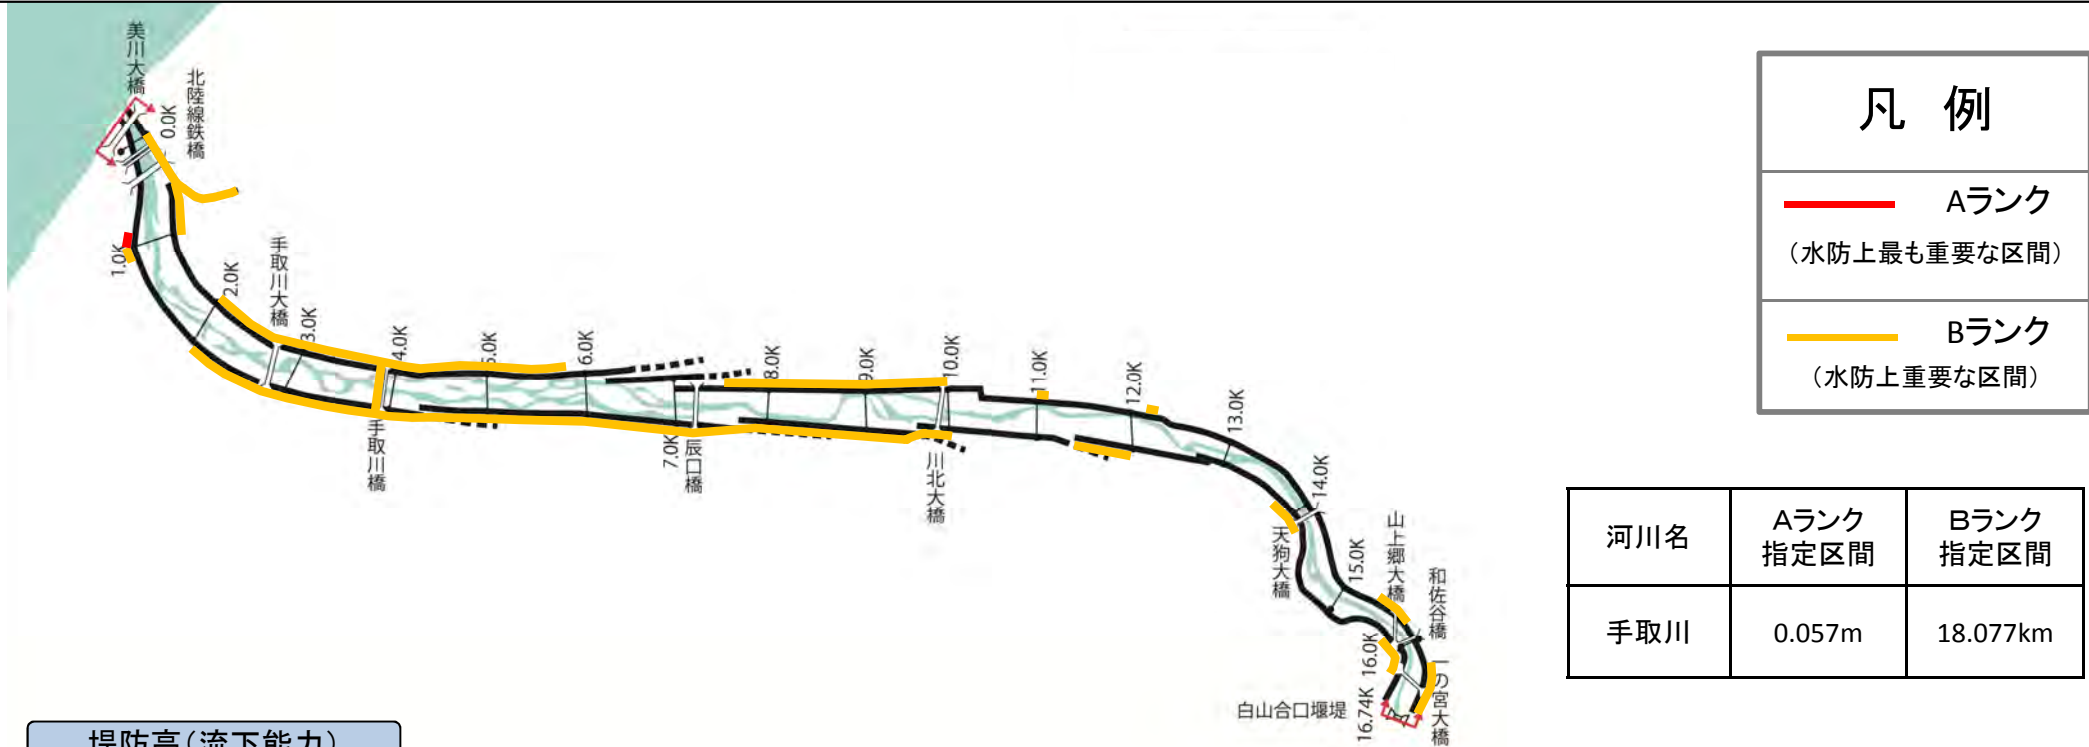 美川大橋
0.0K
北陸線鉄橋
1.0K
2.0K
手取川大橋
3.0K
4.0K
手取川橋
5.0K
6.0K
7.0K
辰口橋
8.0K
9.0K
10.0K
川北大橋
11.0K
12.0K
13.0K
14.0K
天狗大橋
15.0K
山上郷大橋
16.0K
和佐谷橋
一の宮大橋
16.74K
白山合口堰堤
凡 例
Aランク
（水防上最も重要な区間）
Bランク
（水防上重要な区間）
河川名
Aランク
指定区間
Bランク
指定区間
手取川
0.057m
18.077km
堤防高（流下能力）